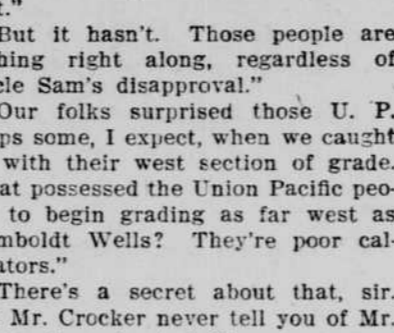 t."
But it hasn't. Those people are
hing right along, regardless of
cle Sam's disapproval."
Our folks surprised those U. P.
ps some, I expect, when we caught
with their west section of grade.
at possessed the Union Pacific peo-
to begin grading as far west as
mboldt Wells? They're poor cal-
ators."
There's a secret about that, sir.
Mr. Crocker never tell you of Mr.